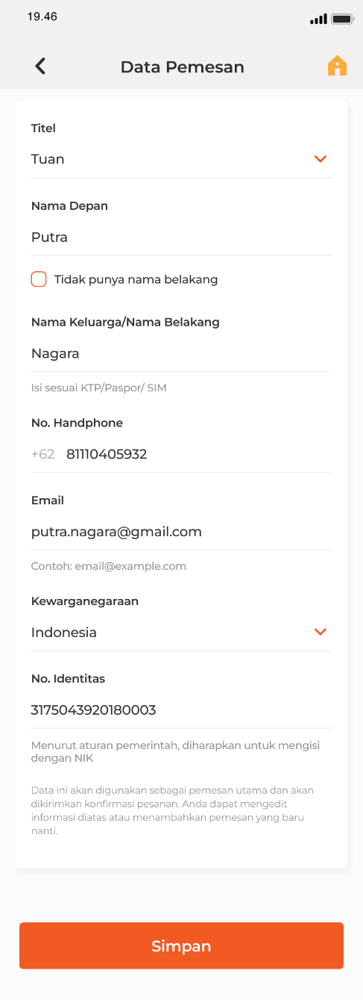 19.46
Data Pemesan
Titel
Tuan
Nama Depan
Putra
Tidak punya nama belakang
Nama Keluarga/Nama Belakang
Nagara
Isi sesuai KTP/Paspor/ SIM
No. Handphone
+62 81110405932
Email
putra.nagara@gmail.com
Contoh: email@example.com
Kewarganegaraan
Indonesia
No. Identitas
3175043920180003
Menurut aturan pemerintah, diharapkan untuk mengisi
dengan NIK
Data ini akan digunakan sebagai pemesan utama dan akan
dikirimkan konfirmasi pesanan. Anda dapat mengedit
informasi diatas atau menambahkan pemesan yang baru
nanti.
Simpan